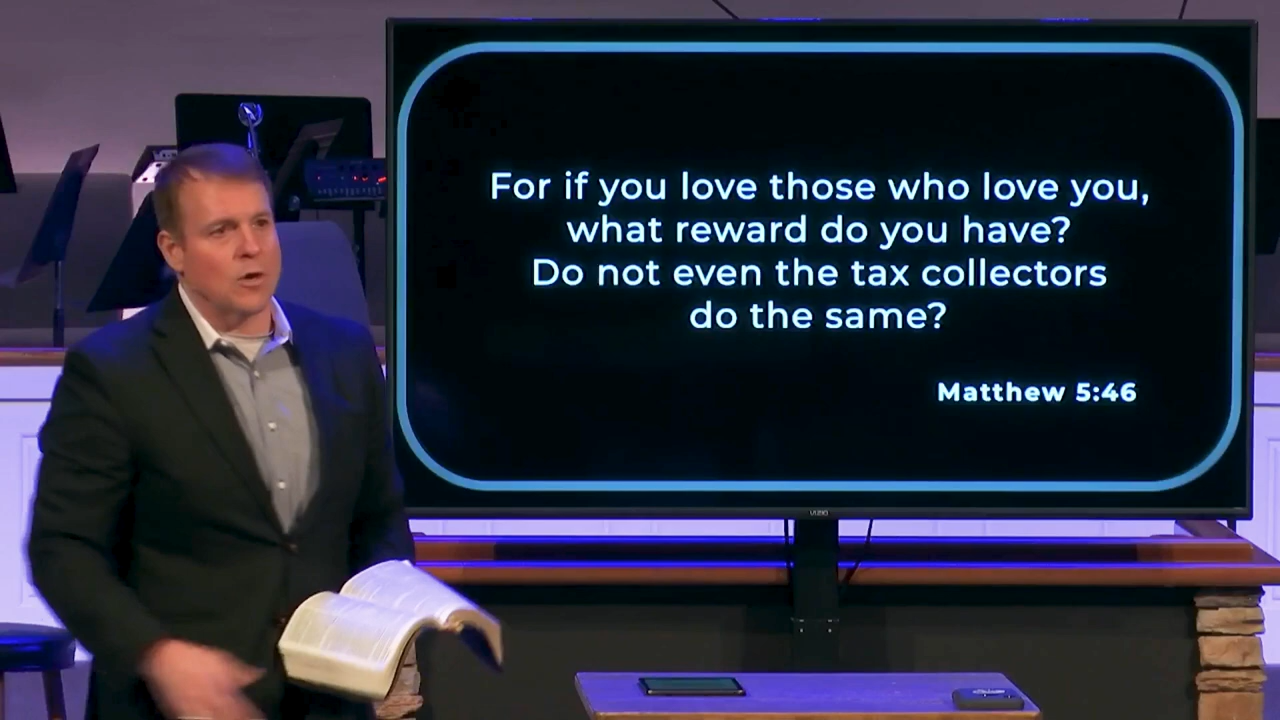 For if you love those who love you,
what reward do you have?
Do not even the tax collectors
do the same?
Matthew 5:46
VIZIO